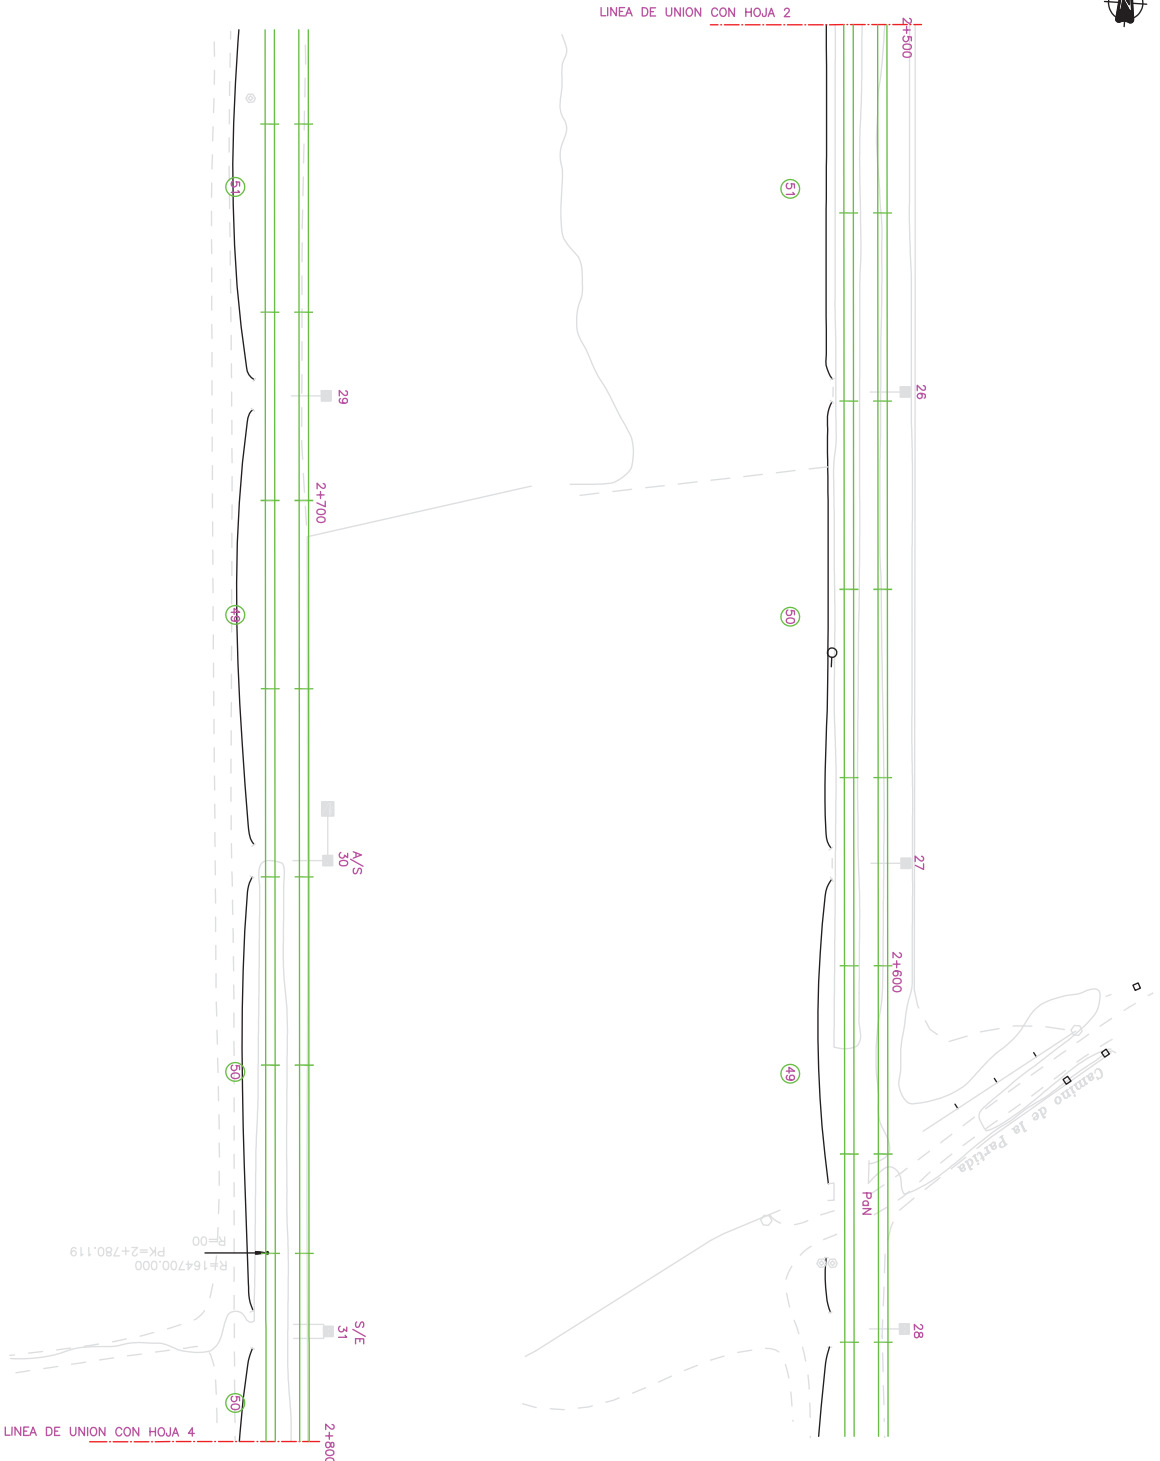 LINEA DE UNION CON HOJA 2
N
2+500
51
26
50
27
2+600
49
Camino de la Partida
PaN
28
51
29
2+700
49
30
A/S
50
R=00
PK=2+780.119
R=164700.000
31
S/E
50
LINEA DE UNION CON HOJA 4
2+800